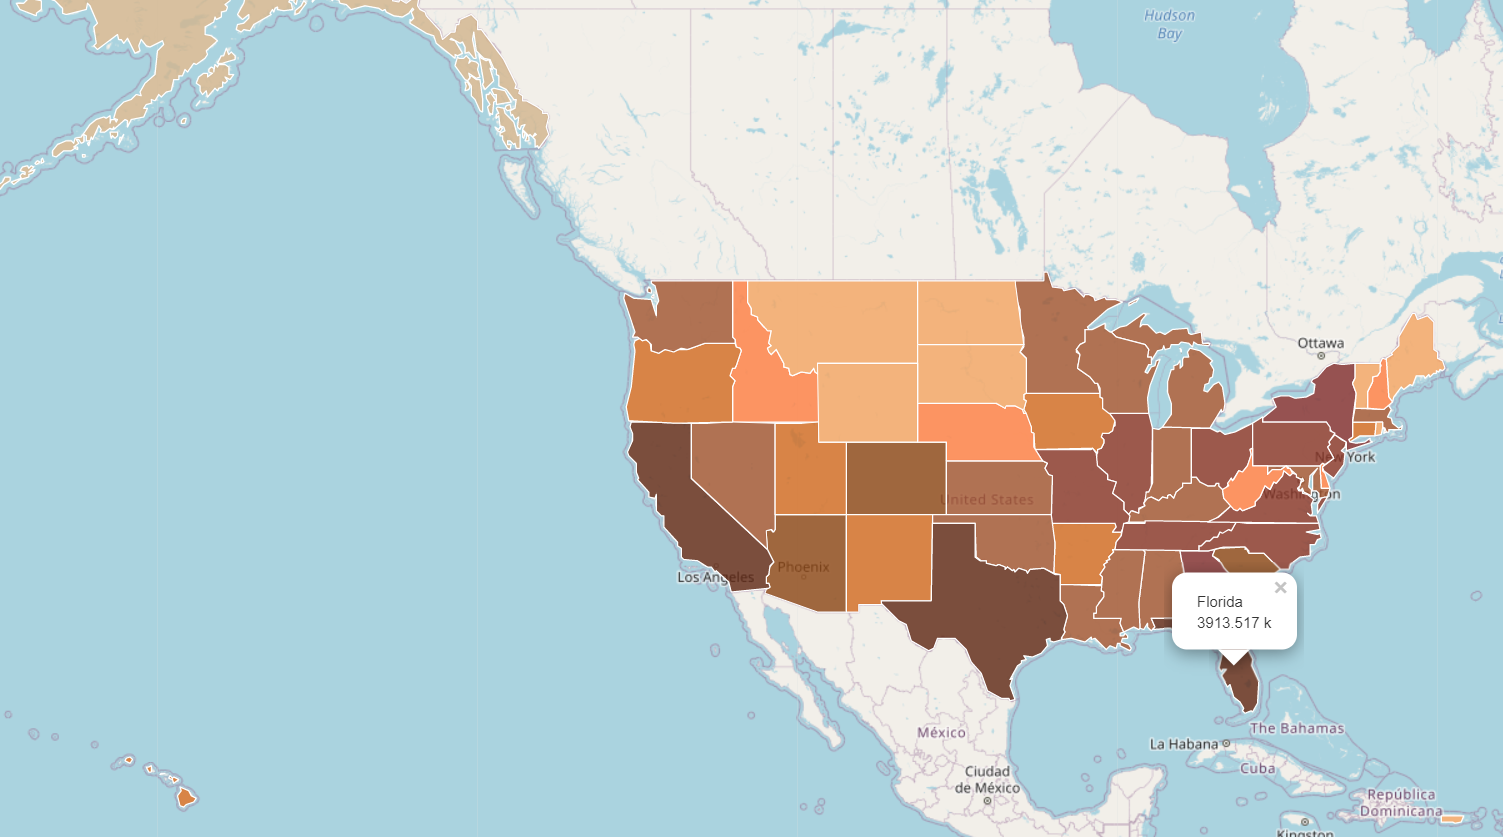 Hudson
Bay
Ottawa
New York
Washington
United States
Phoenix
Los Angeles
×
Florida
3913.517 k
México
The Bahamas
La Habana
Cuba
Ciudad
de México
República
Dominicana
Kingston